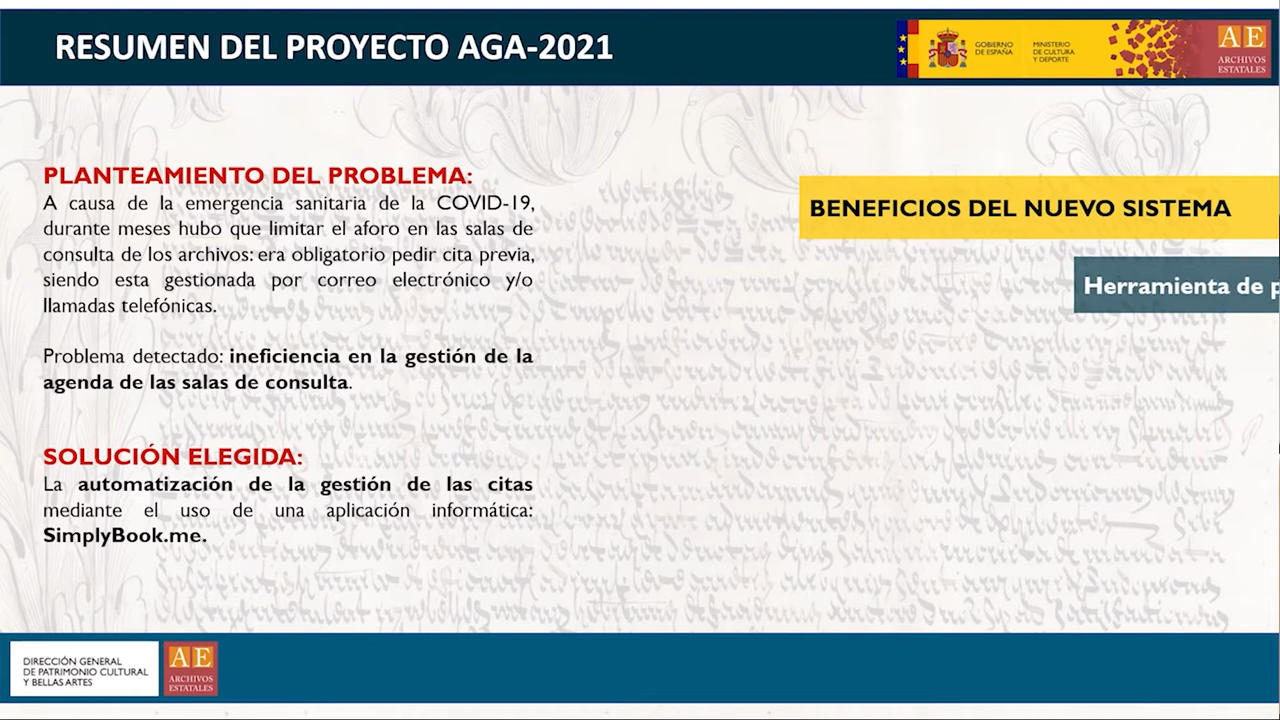 RESUMEN DEL PROYECTO AGA-2021
GOBIERNO
DE ESPAÑA
MINISTERIO
DE CULTURA
Y DEPORTE
AE
ARCHIVOS
ESTATALES
PLANTEAMIENTO DEL PROBLEMA:
A causa de la emergencia sanitaria de la COVID-19,
durante meses hubo que limitar el aforo en las salas de
consulta de los archivos: era obligatorio pedir cita previa,
siendo esta gestionada por correo electrónico y/o
llamadas telefónicas.
Problema detectado: ineficiencia en la gestión de la
agenda de las salas de consulta.
SOLUCIÓN ELEGIDA:
La automatización de la gestión de las citas
mediante el uso de una aplicación informática:
SimplyBook.me.
BENEFICIOS DEL NUEVO SISTEMA
Herramienta de p
DIRECCIÓN GENERAL
DE PATRIMONIO CULTURAL
Y BELLAS ARTES
AE
ARCHIVOS
ESTATALES